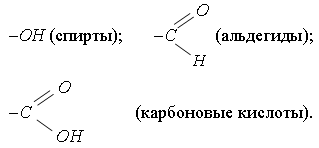 –OH (спирты); –C O H (альдегиды);
–C O OH (карбоновые кислоты).